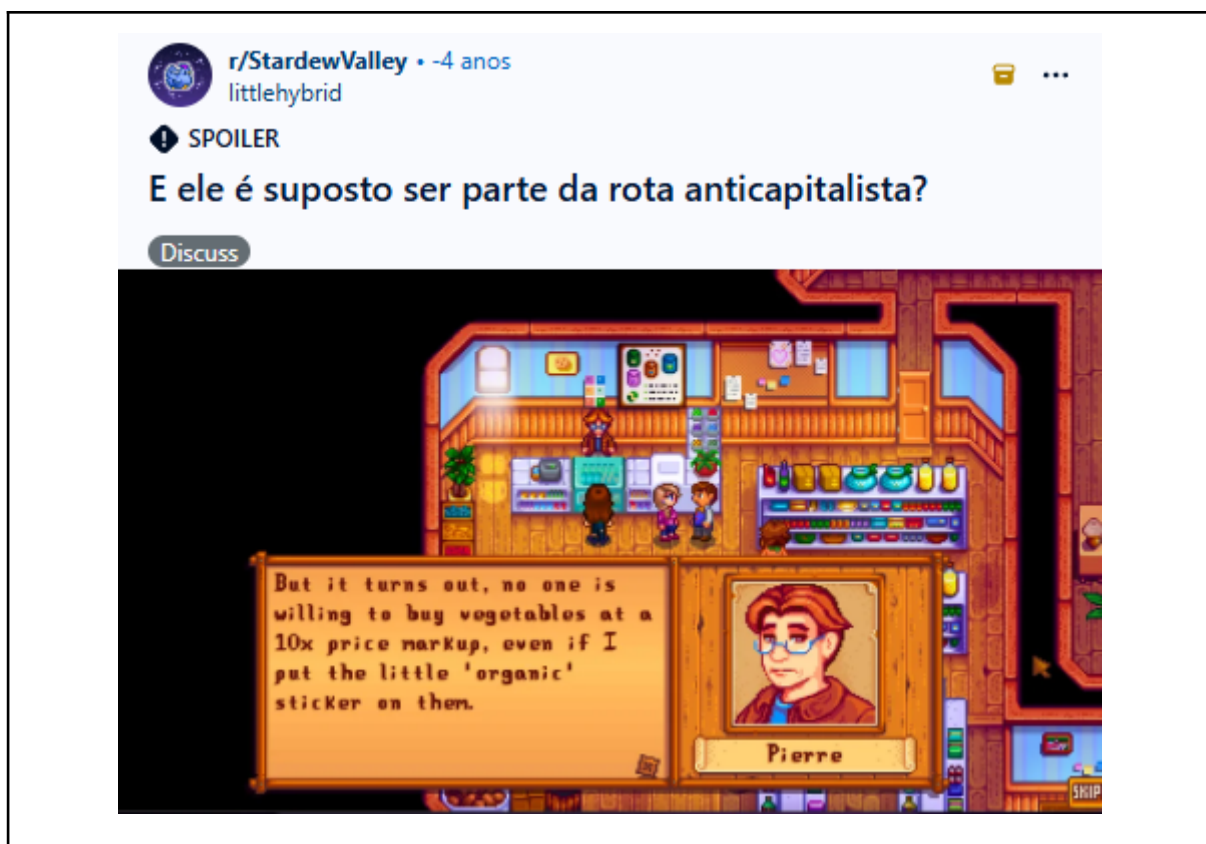 r/StardewValley • -4 anos
littlehybrid
SPOILER
E ele é suposto ser parte da rota anticapitalista?
Discuss
But it turns out, no one is
willing to buy vegetables at a
10x price markup, even if I
put the little 'organic'
sticker on them.
Pierre
SKIP